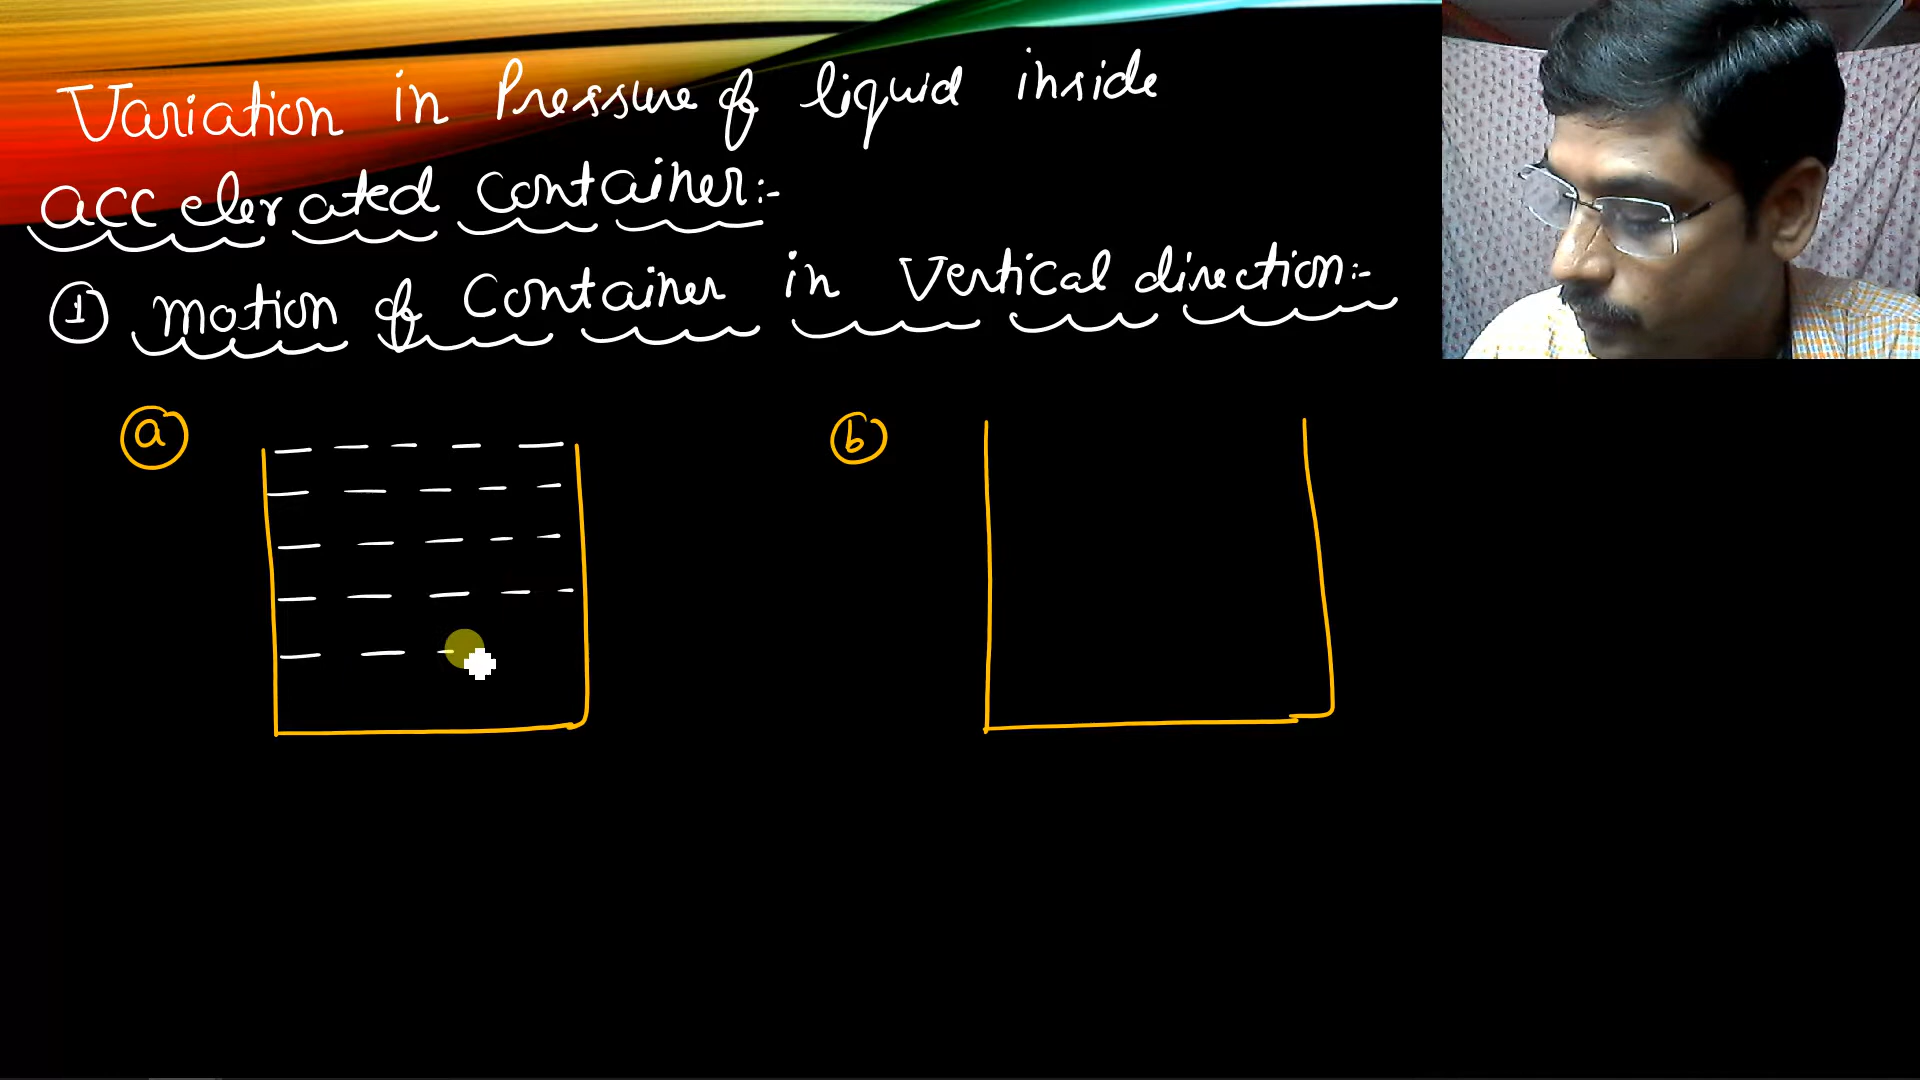 Variation in Pressure of liquid inside
accelerated Container:-
① motion of Container in Vertical direction:-
ⓐ ⓑ